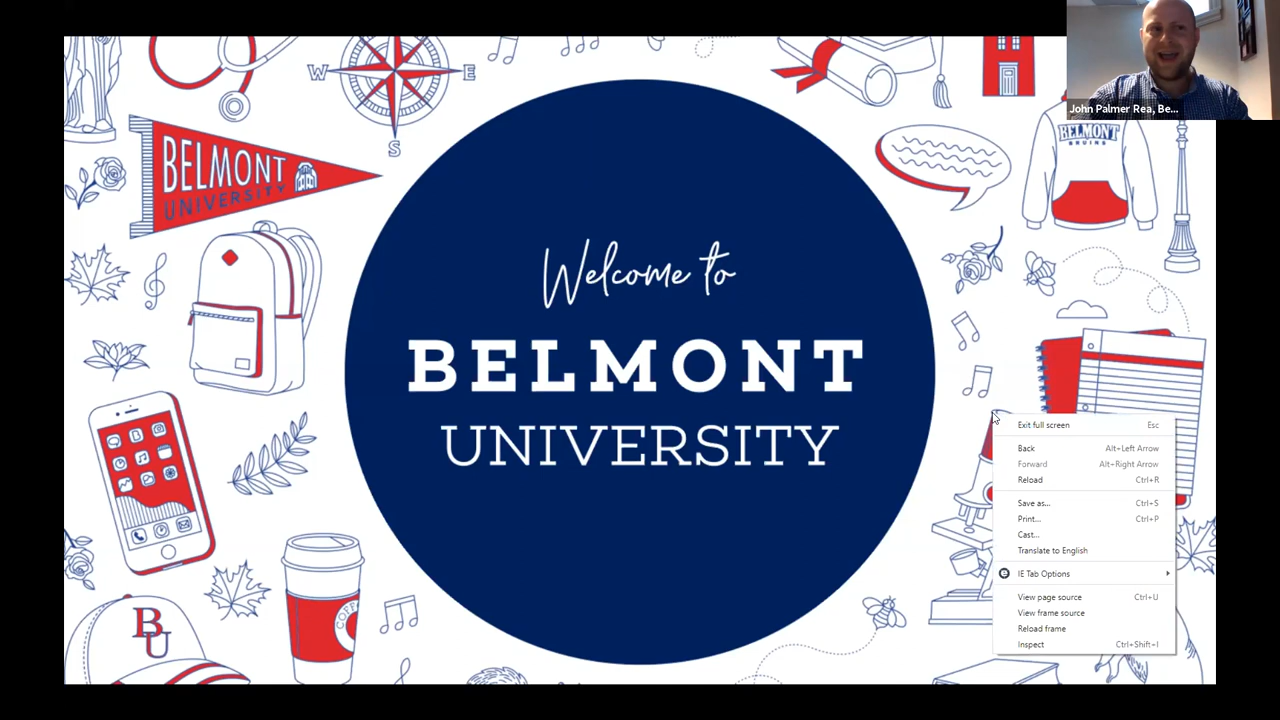 W
E
S
John Palmer Rea, Be...
BELMONT
BRUINS
BELMONT
UNIVERSITY
Welcome to
BELMONT
UNIVERSITY
Exit full screen Esc
Back Alt+Left Arrow
Forward Alt+Right Arrow
Reload Ctrl+R
Save as... Ctrl+S
Print... Ctrl+P
Cast...
Translate to English
IE Tab Options
View page source Ctrl+U
View frame source
Reload frame
Inspect Ctrl+Shift+I
BU
COFF